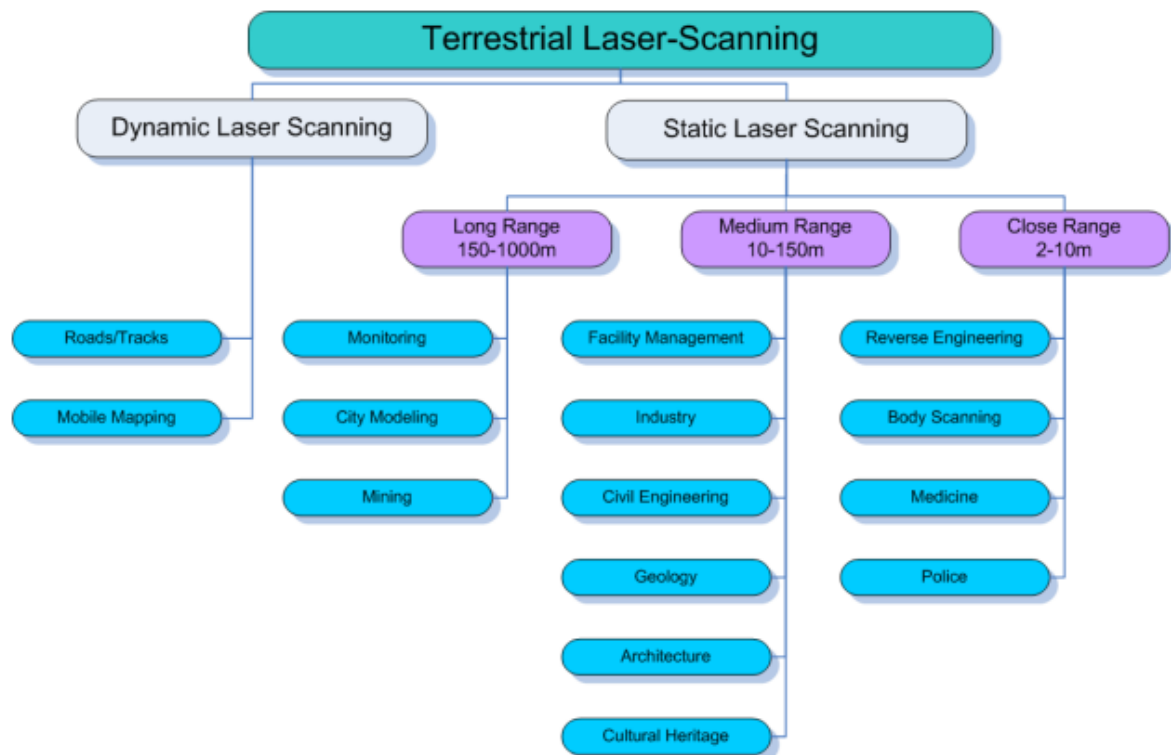 Terrestrial Laser-Scanning
Dynamic Laser Scanning
Static Laser Scanning
Long Range
150-1000m
Medium Range
10-150m
Close Range
2-10m
Roads/Tracks
Mobile Mapping
Monitoring
City Modeling
Mining
Facility Management
Industry
Civil Engineering
Geology
Architecture
Cultural Heritage
Reverse Engineering
Body Scanning
Medicine
Police